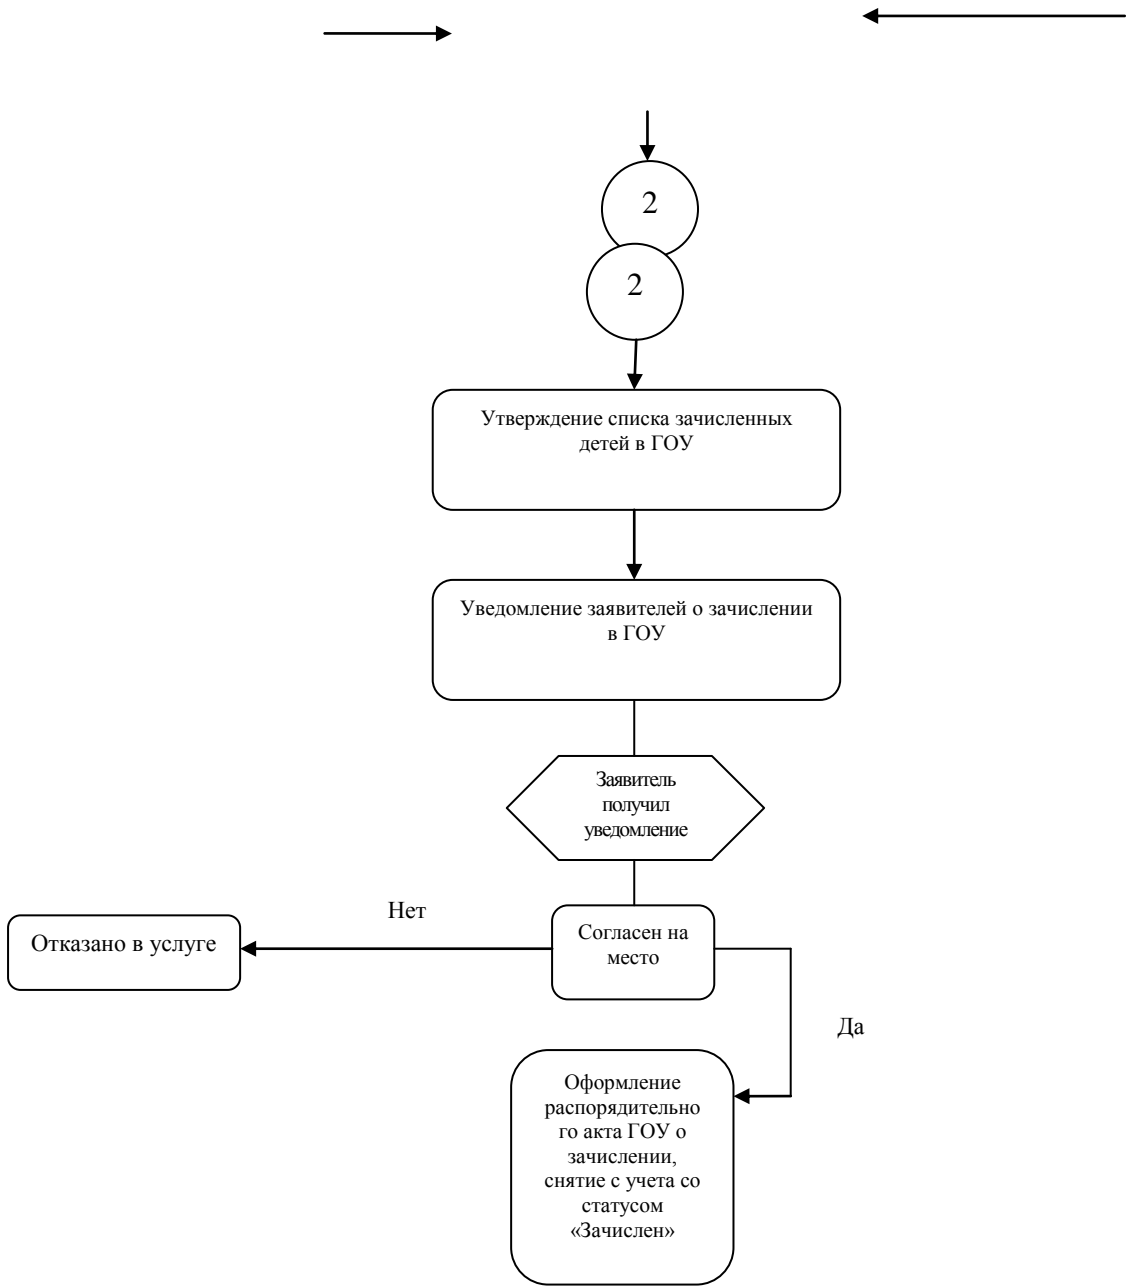 2
2
Утверждение списка зачисленных
детей в ГОУ
Уведомление заявителей о зачислении
в ГОУ
Заявитель
получил
уведомление
Нет
Отказано в услуге
Согласен на
место
Да
Оформление
распорядительно
го акта ГОУ о
зачислении,
снятие с учета со
статусом
«Зачислен»